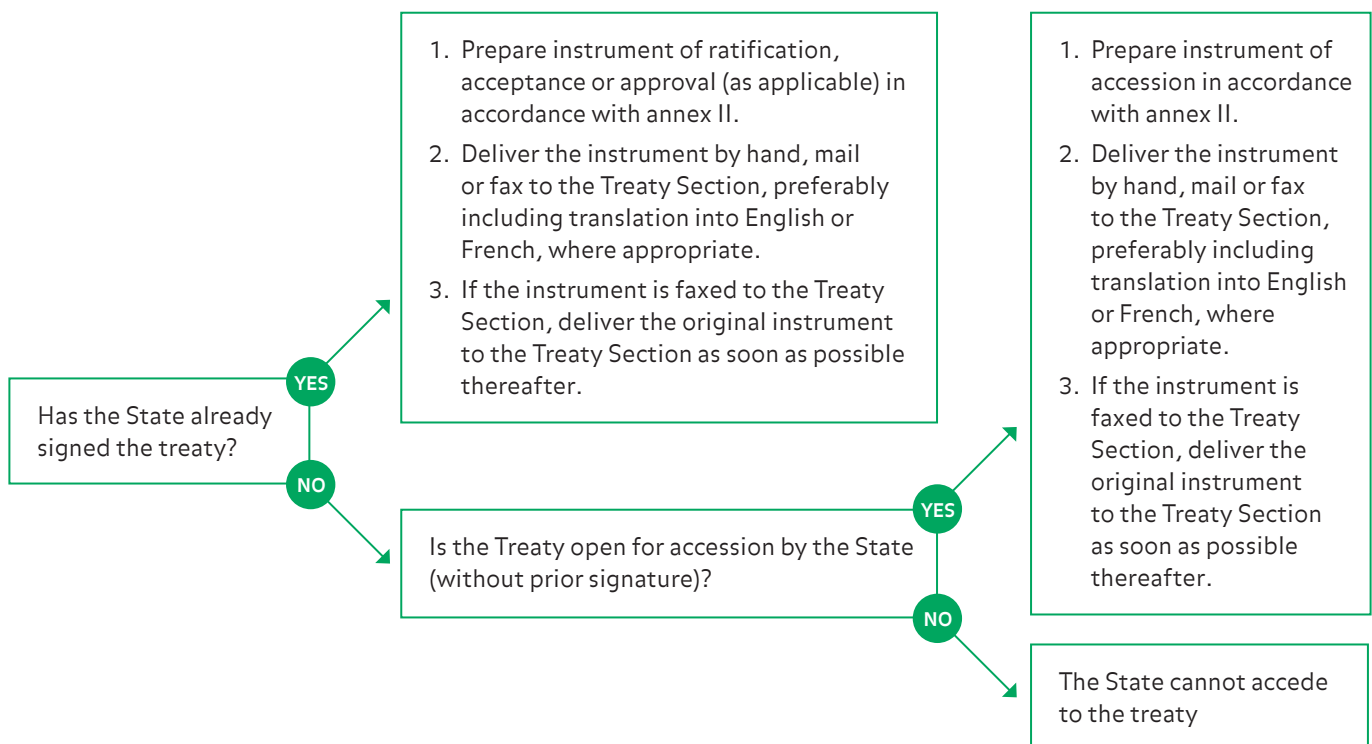 Has the State already
signed the treaty?
YES
NO
1. Prepare instrument of ratification,
acceptance or approval (as applicable) in
accordance with annex II.
2. Deliver the instrument by hand, mail
or fax to the Treaty Section, preferably
including translation into English or
French, where appropriate.
3. If the instrument is faxed to the Treaty
Section, deliver the original instrument
to the Treaty Section as soon as possible
thereafter.
Is the Treaty open for accession by the State
(without prior signature)?
YES
NO
1. Prepare instrument of
accession in accordance
with annex II.
2. Deliver the instrument
by hand, mail or fax
to the Treaty Section,
preferably including
translation into English
or French, where
appropriate.
3. If the instrument is
faxed to the Treaty
Section, deliver the
original instrument
to the Treaty Section
as soon as possible
thereafter.
The State cannot accede
to the treaty